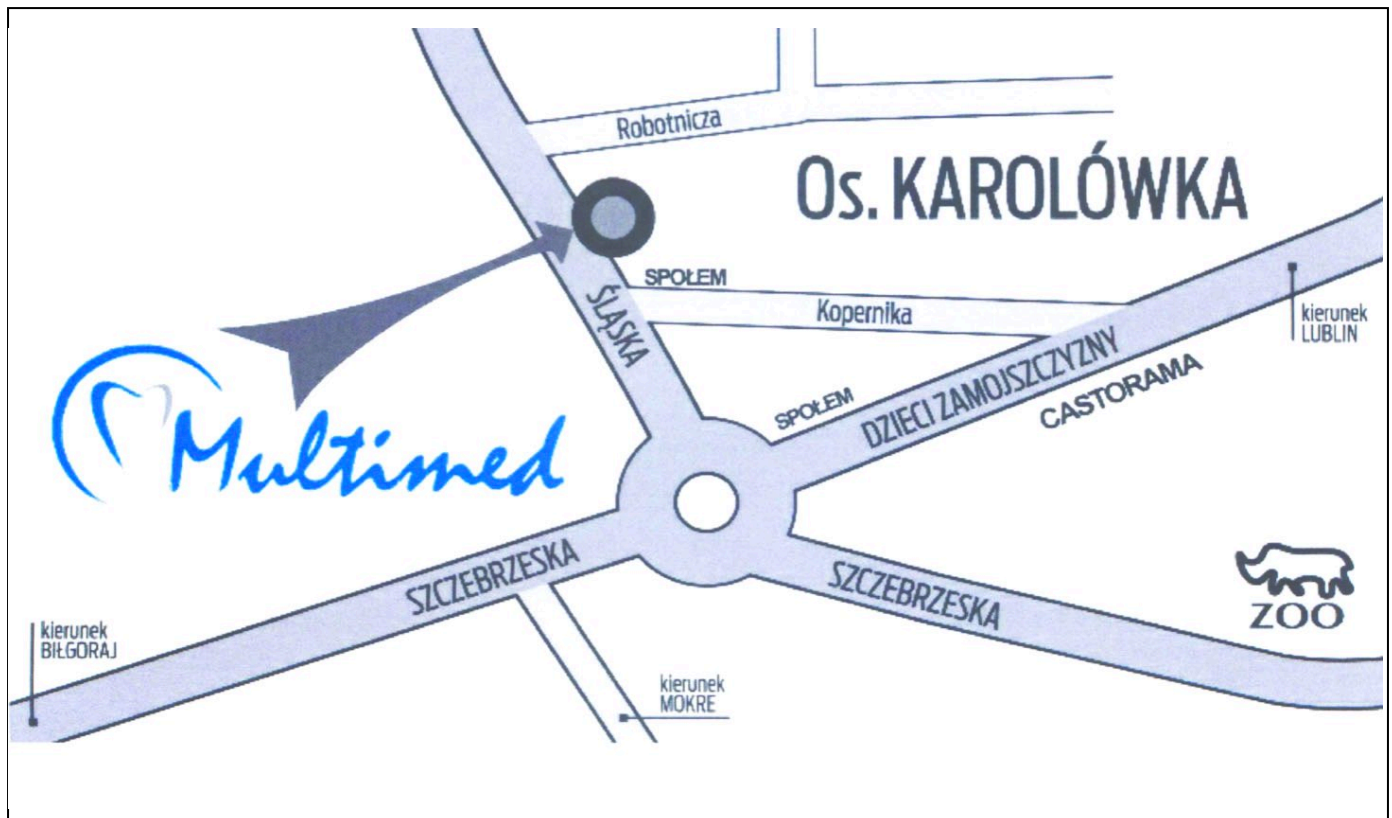 Robotnicza
Os. KAROLÓWKA
SPOŁEM
ŚLĄSKA
Kopernika
kierunek
LUBLIN
DZIECI ZAMOJSZCZYZNY
SPOŁEM
CASTORAMA
Multimed
SZCZEBRZESKA
SZCZEBRZESKA
ZOO
kierunek
BIŁGORAJ
kierunek
MOKRE